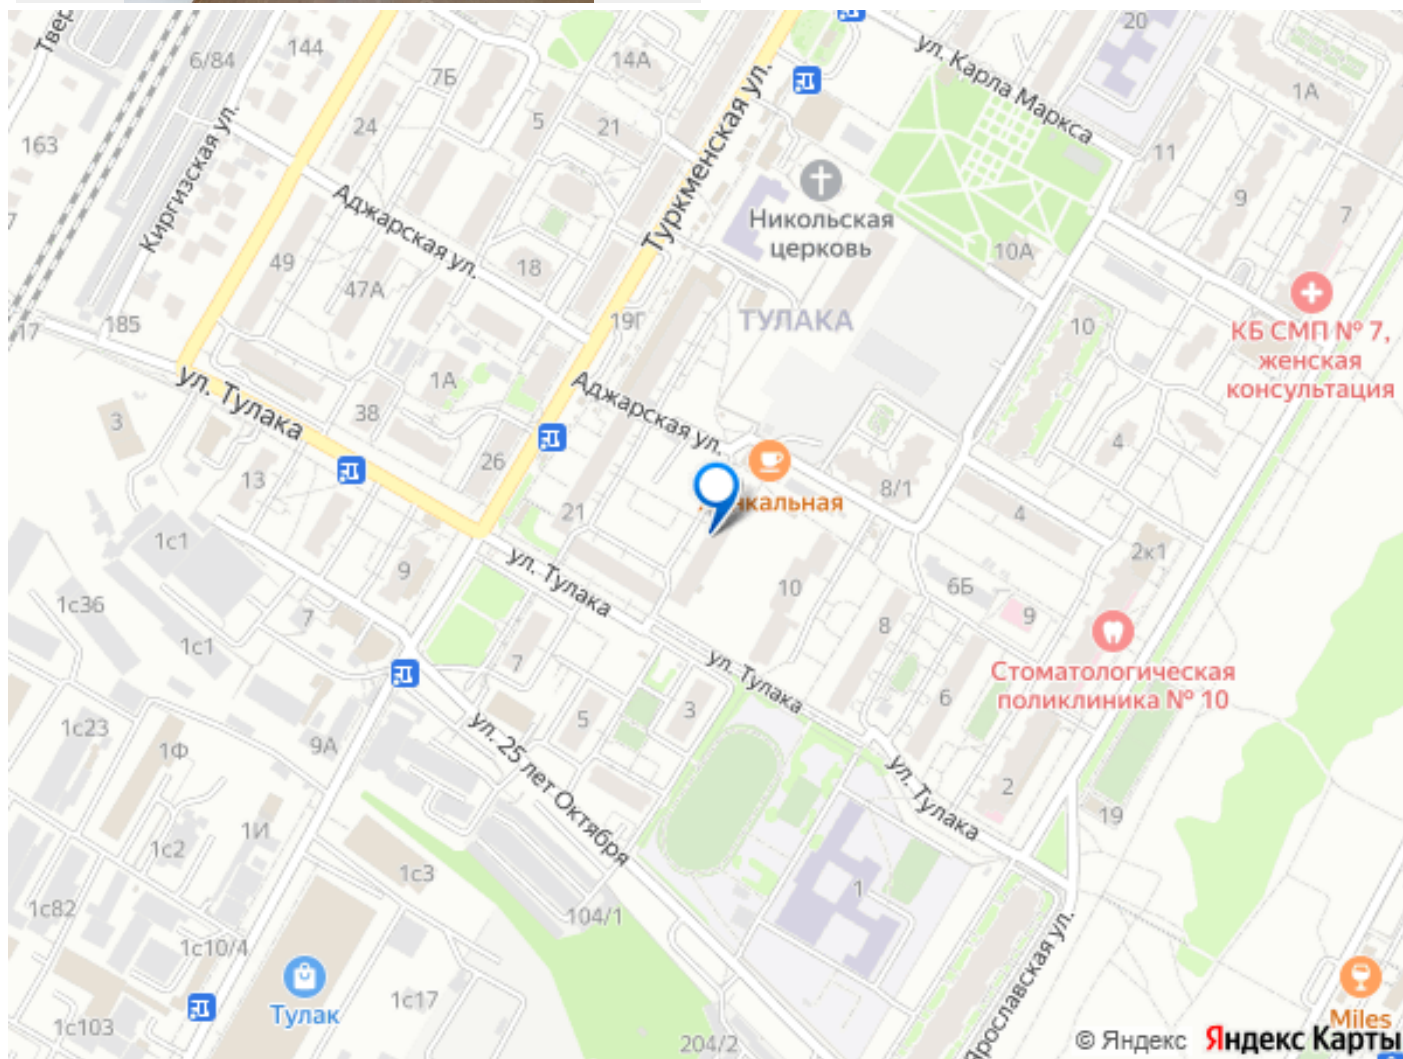 20
ул. Карла Маркса
144
6/84
14А
7Б
1А
24
5
21
163
11
Киргизская ул.
Туркменская ул.
Аджарская ул.
9
7
Никольская
церковь
10А
18
49
47А
19Г
ТУЛАКА
185
17
10
КБ СМП № 7,
женская
консультация
1А
ул. Тулака
38
Аджарская ул.
3
4
26
13
8/1
нкальная
21
4
1с1
2к1
ул. Тулака
9
10
6Б
1с36
7
9
8
1с1
Стоматологическая
поликлиника № 10
7
ул. Тулака
6
5
3
1с23
ул. 25 лет Октября
1Ф
9А
ул. Тулака
2
19
1И
1с2
1с3
1
1с82
104/1
1с10/4
Ярославская ул.
1с17
Тулак
Miles
1с103
204/2
© Яндекс Яндекс Карты